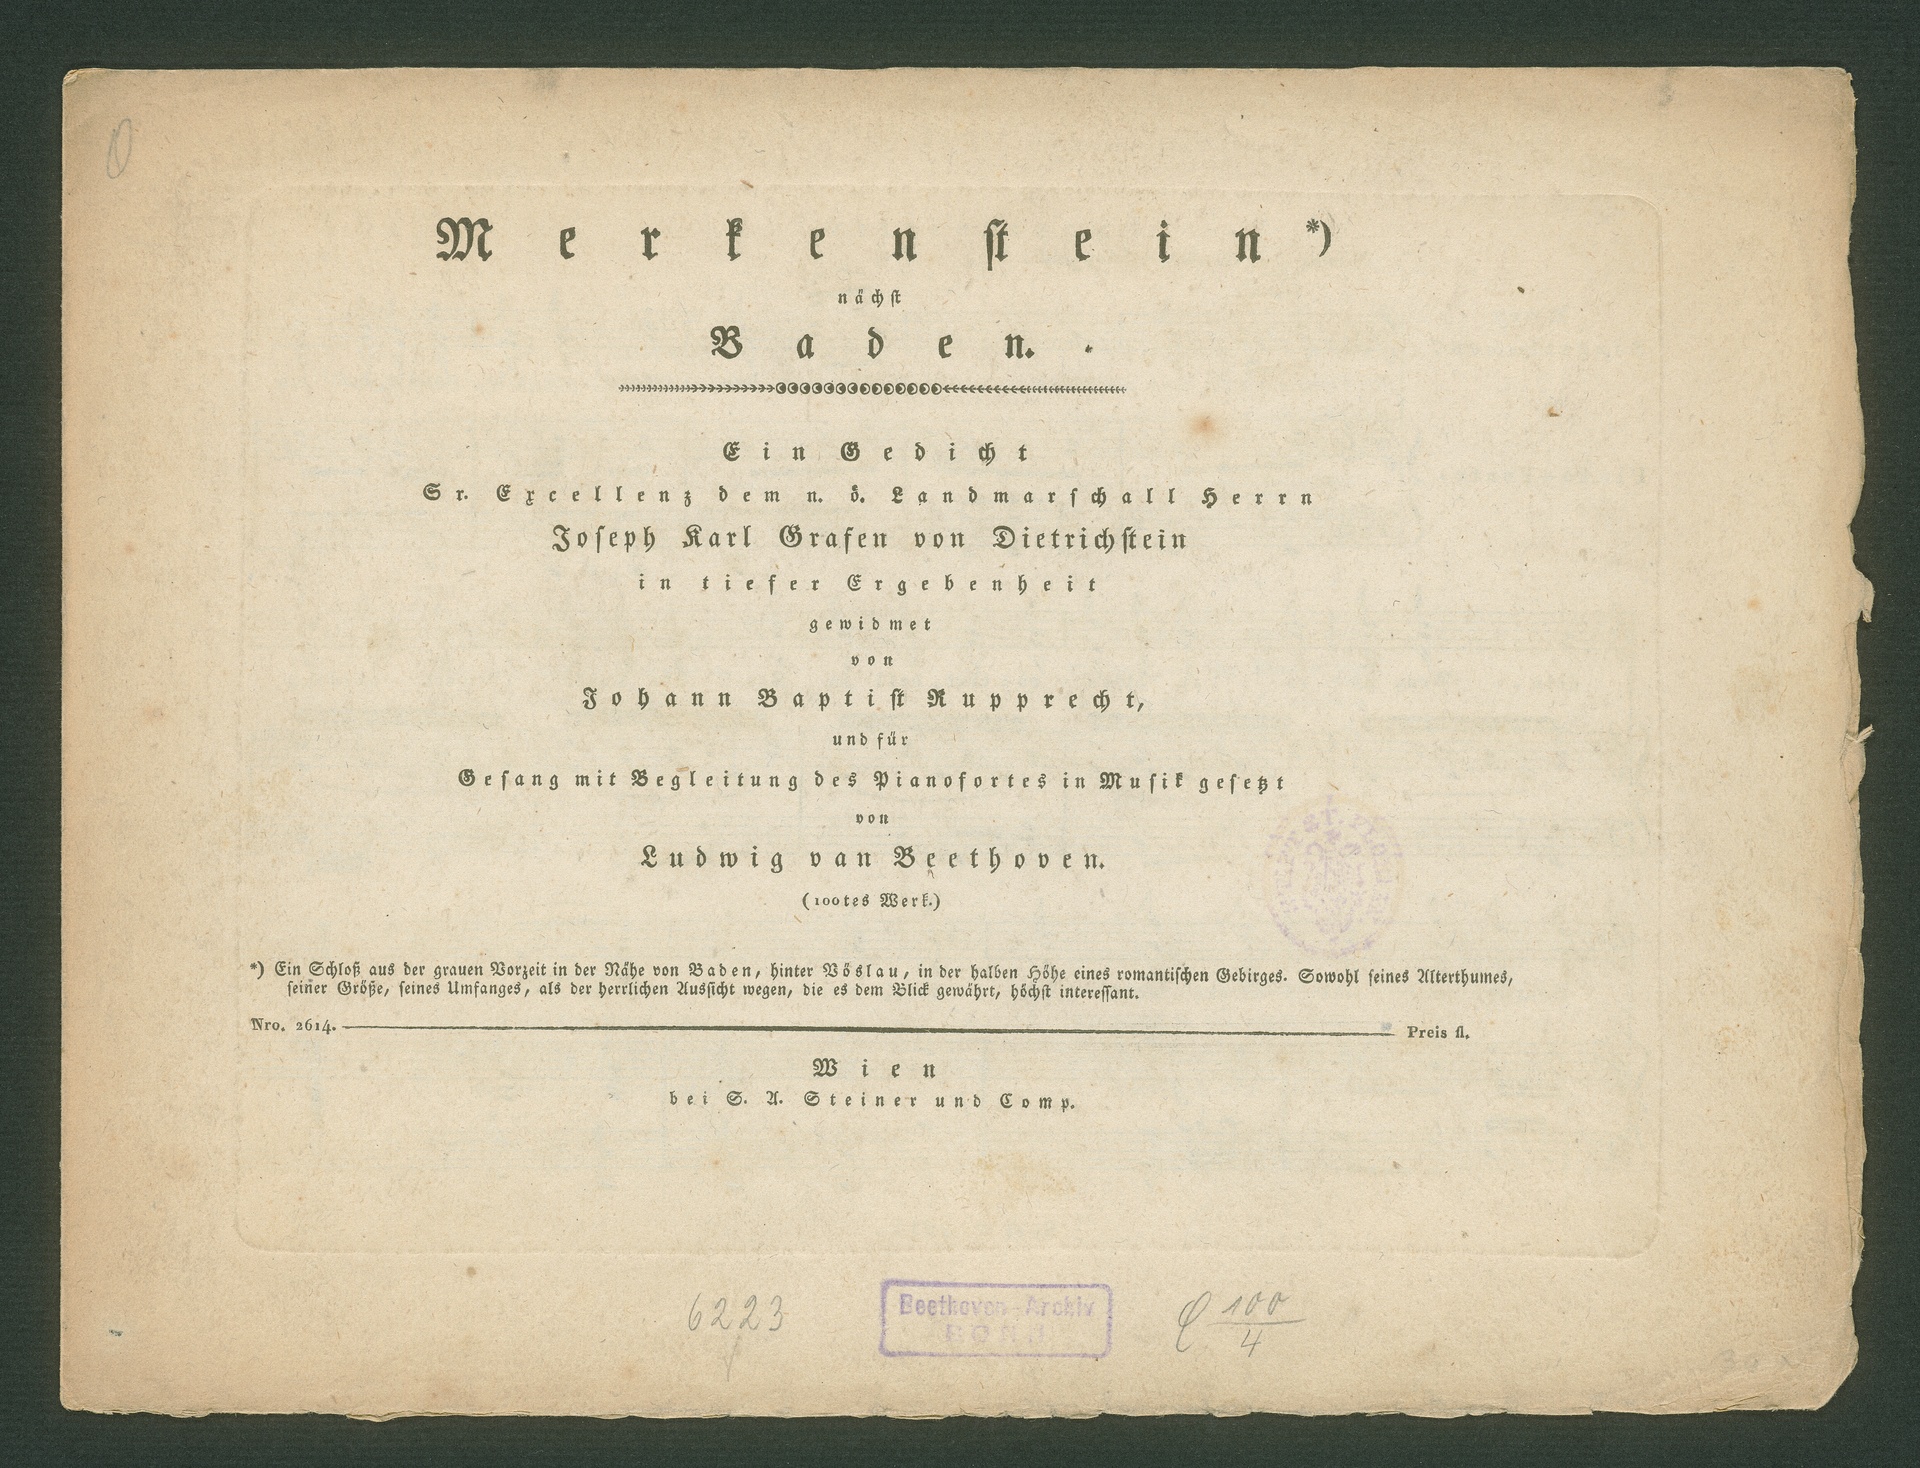 Merkenstein *)
nächst
Baden.
Ein Gedicht
Sr. Excellenz dem n. ö. Landmarschall Herrn
Joseph Karl Grafen von Dietrichstein
in tiefer Ergebenheit
gewidmet
von
Johann Baptist Rupprecht,
und für
Gesang mit Begleitung des Pianofortes in Musik gesetzt
von
Ludwig van Beethoven.
(100tes Werk.)
*) Ein Schloß aus der grauen Vorzeit in der Nähe von Baden, hinter Vöslau, in der halben Höhe eines romantischen Gebirges. Sowohl seines Alterthumes,
seiner Größe, seines Umfanges, als der herrlichen Aussicht wegen, die es dem Blick gewährt, höchst interessant.
Nro. 2614. Preis fl.
Wien
bei S. A. Steiner und Comp.
6223
Beethoven-Archiv
BONN
C 100/4